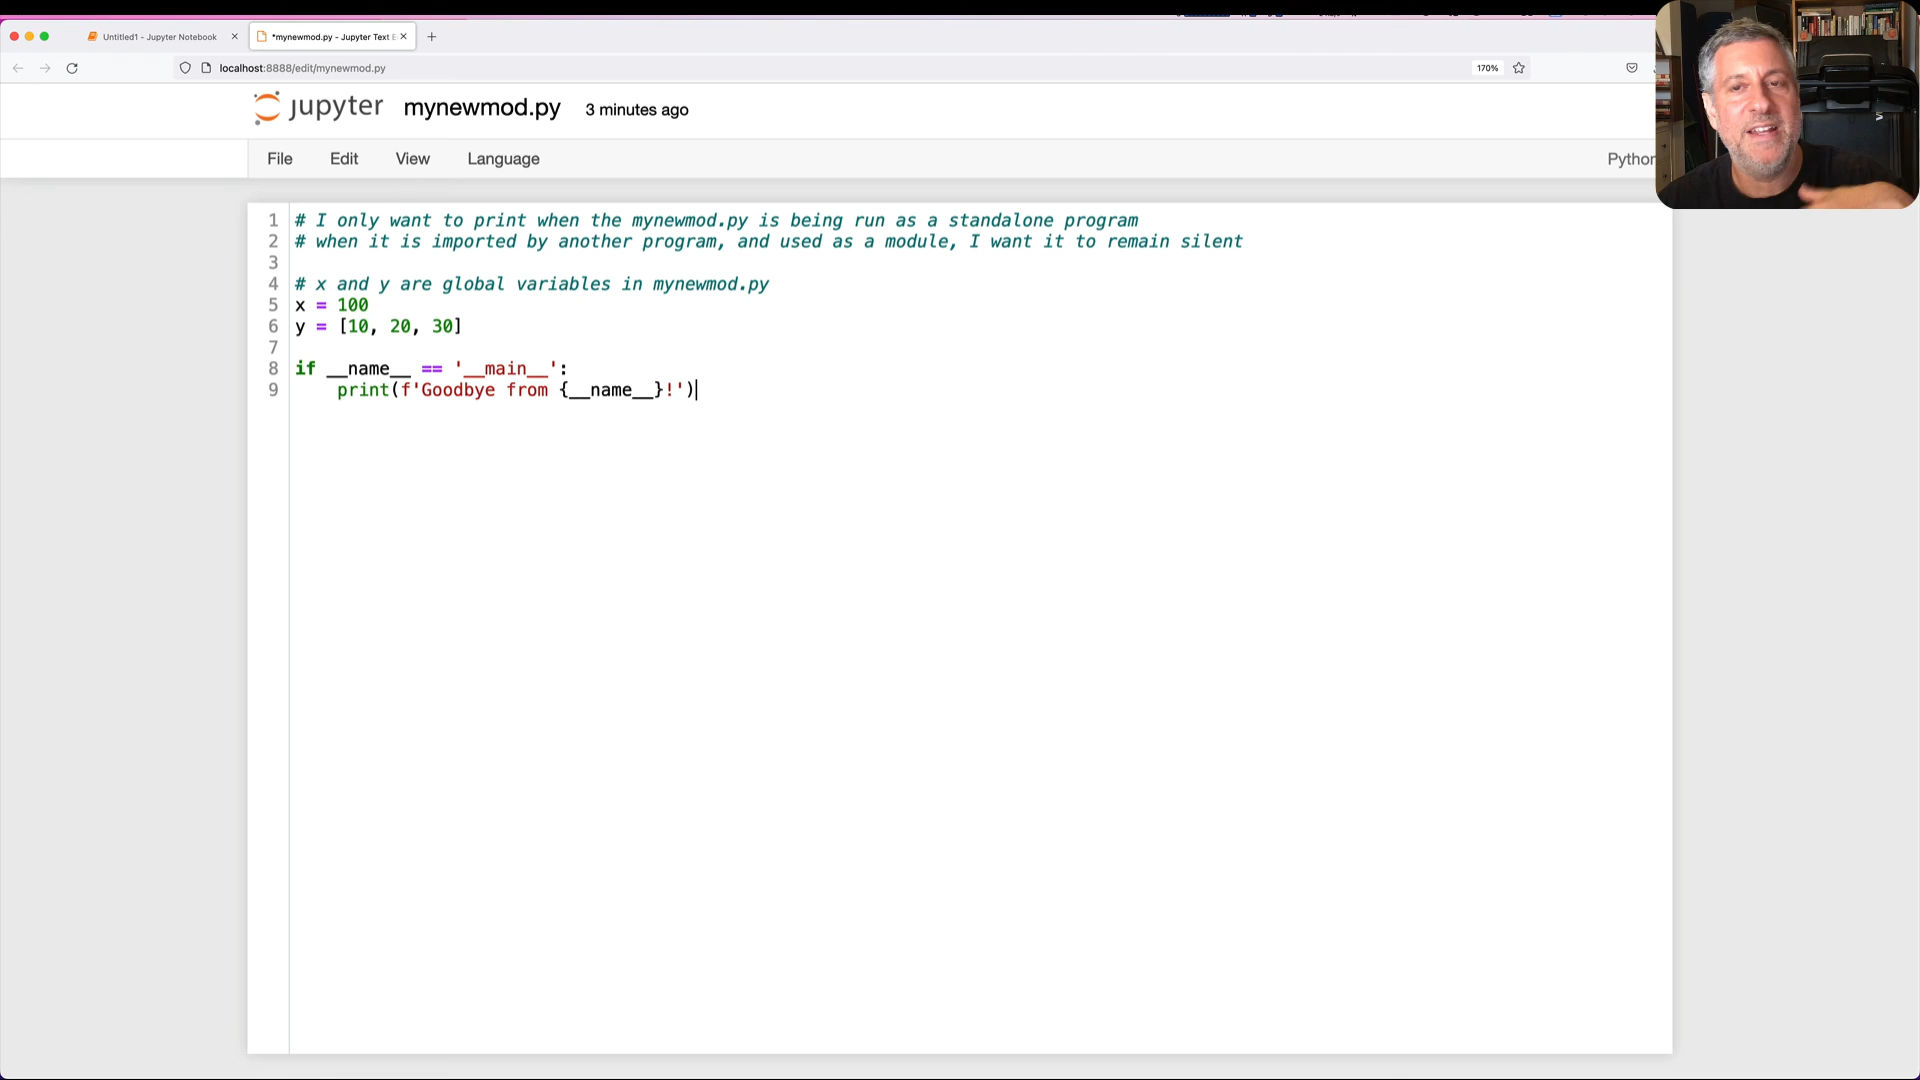 Untitled1 - Jupyter Notebook
*mynewmod.py - Jupyter Text E
localhost:8888/edit/mynewmod.py
170%
jupyter mynewmod.py 3 minutes ago
File Edit View Language
Python
1 # I only want to print when the mynewmod.py is being run as a standalone program
2 # when it is imported by another program, and used as a module, I want it to remain silent
3
4 # x and y are global variables in mynewmod.py
5 x = 100
6 y = [10, 20, 30]
7
8 if __name__ == '__main__':
9     print(f'Goodbye from {__name__}!')